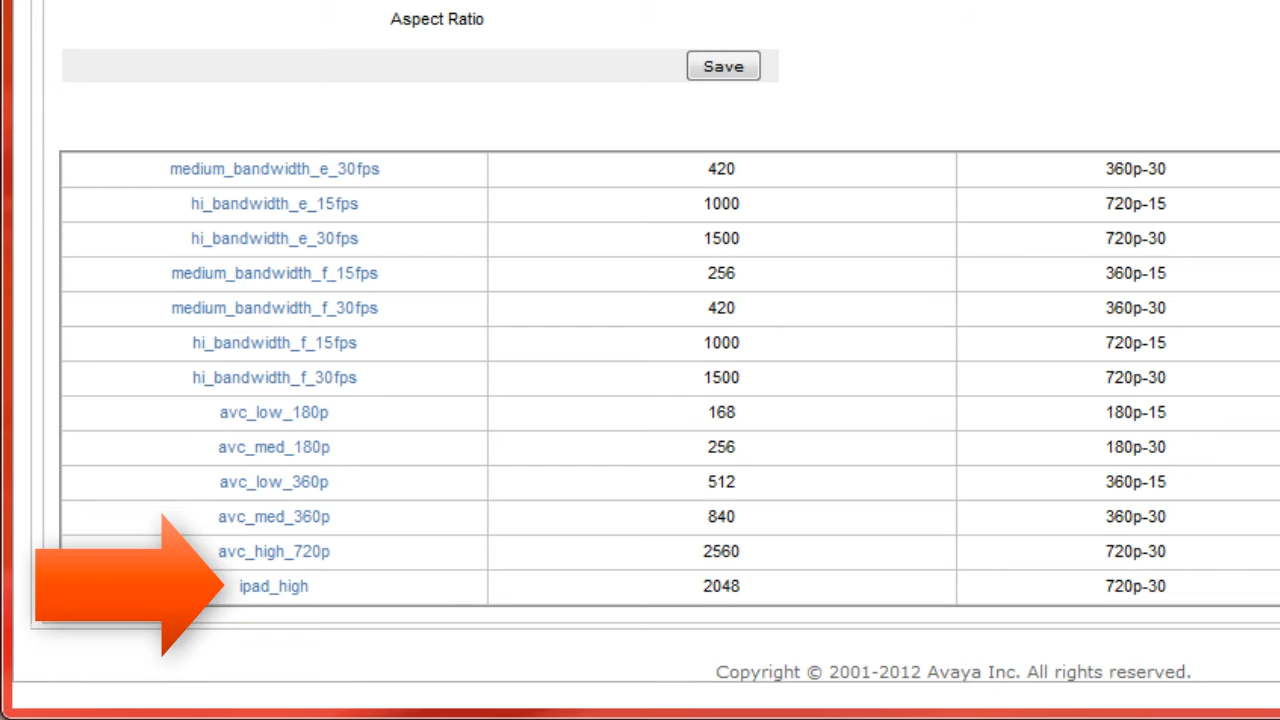 Aspect Ratio
Save
medium_bandwidth_e_30fps 420 360p-30
hi_bandwidth_e_15fps 1000 720p-15
hi_bandwidth_e_30fps 1500 720p-30
medium_bandwidth_f_15fps 256 360p-15
medium_bandwidth_f_30fps 420 360p-30
hi_bandwidth_f_15fps 1000 720p-15
hi_bandwidth_f_30fps 1500 720p-30
avc_low_180p 168 180p-15
avc_med_180p 256 180p-30
avc_low_360p 512 360p-15
avc_med_360p 840 360p-30
avc_high_720p 2560 720p-30
ipad_high 2048 720p-30
Copyright © 2001-2012 Avaya Inc. All rights reserved.